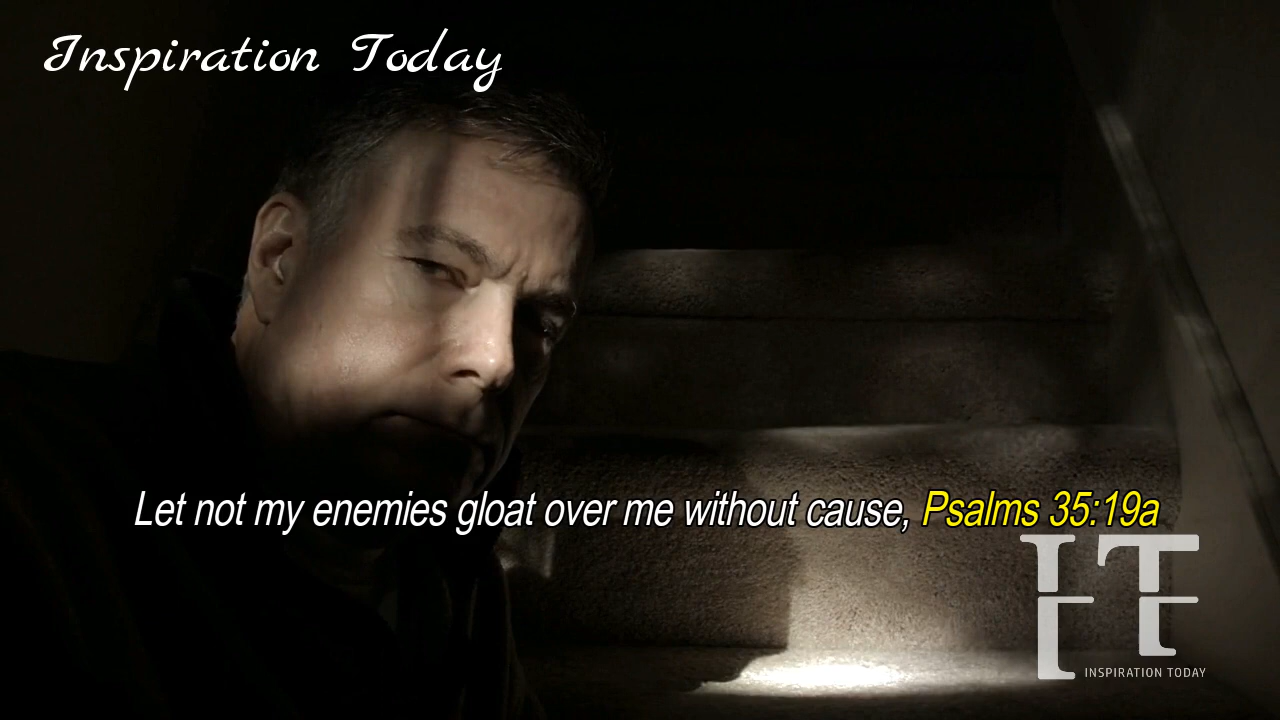 Inspiration Today
Let not my enemies gloat over me without cause, Psalms 35:19a
IT
INSPIRATION TODAY